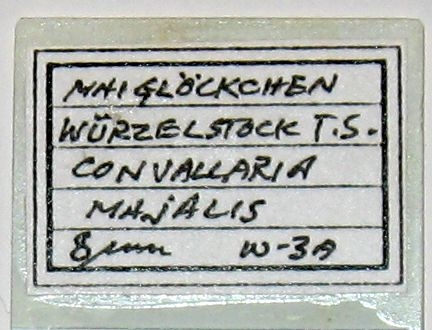 MAIGLÖCKCHEN
WÜRZELSTOCK T.S.
CONVALLARIA
MAJALIS
8µm W-3A